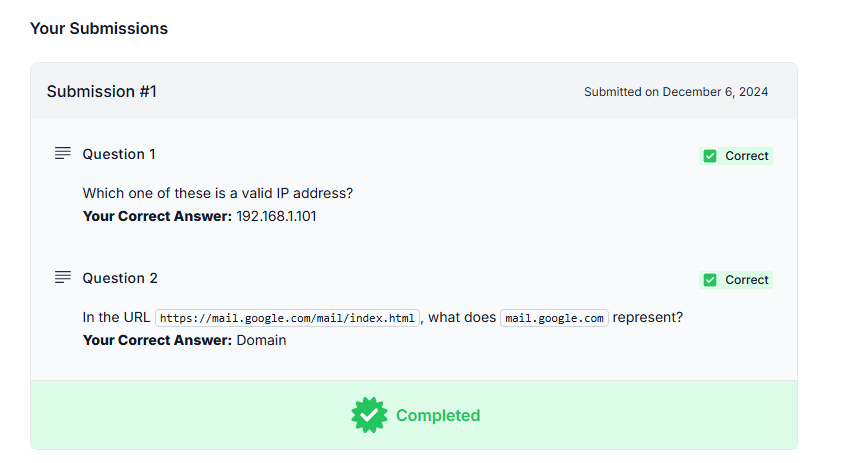 Your Submissions
Submission #1
Submitted on December 6, 2024
Question 1
Correct
Which one of these is a valid IP address?
Your Correct Answer: 192.168.1.101
Question 2
Correct
In the URL https://mail.google.com/mail/index.html, what does mail.google.com represent?
Your Correct Answer: Domain
Completed